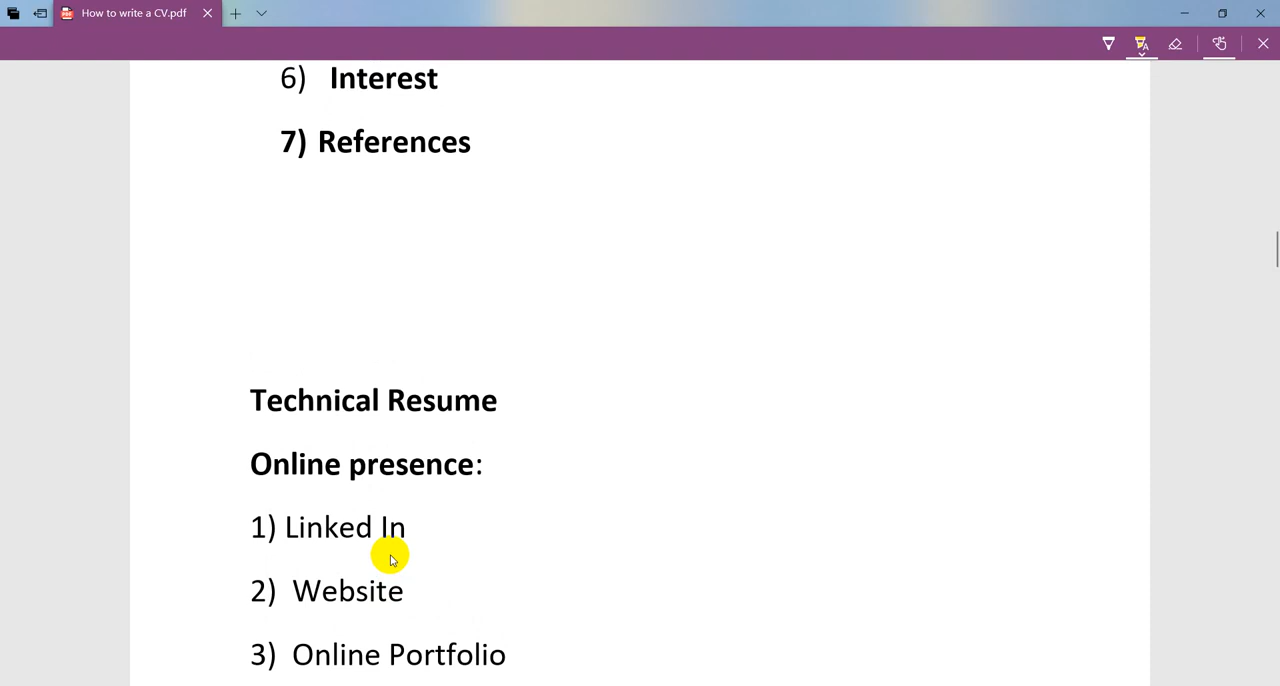 How to write a CV.pdf
6) Interest
7) References
Technical Resume
Online presence:
1) Linked In
2) Website
3) Online Portfolio